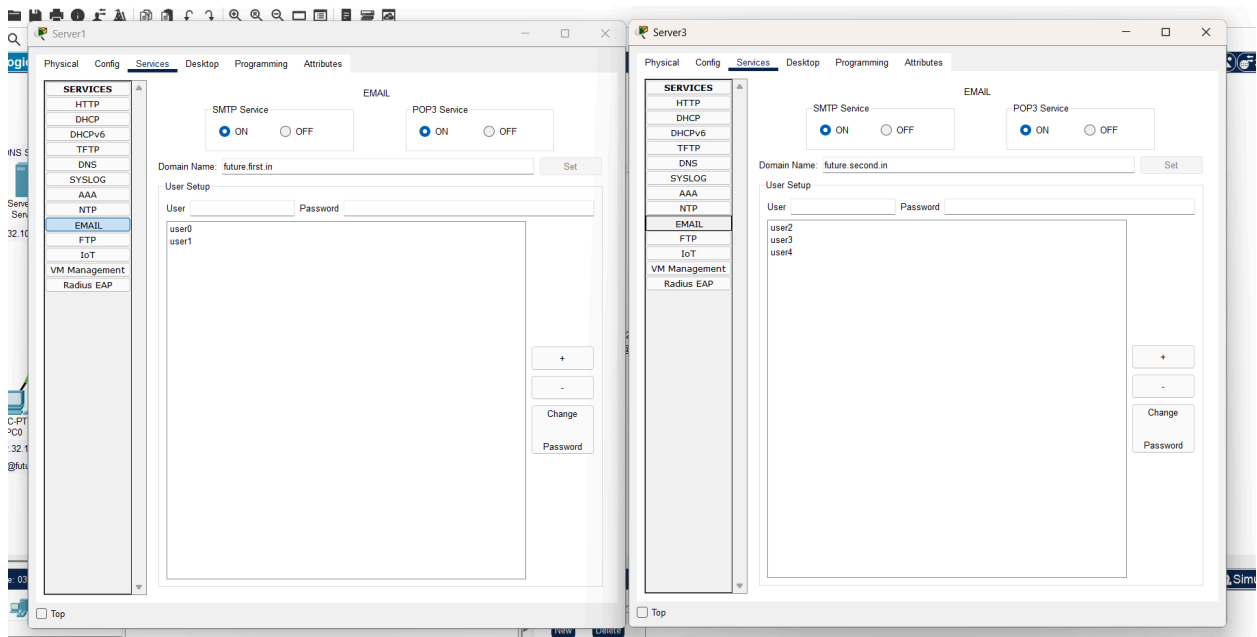 Server1
Physical Config Services Desktop Programming Attributes
SERVICES
HTTP
DHCP
DHCPv6
TFTP
DNS
SYSLOG
AAA
NTP
EMAIL
FTP
IoT
VM Management
Radius EAP
EMAIL
SMTP Service
ON OFF
POP3 Service
ON OFF
Domain Name: future.first.in Set
User Setup
User Password
user0
user1
+
-
Change
Password
Top
Server3
Physical Config Services Desktop Programming Attributes
SERVICES
HTTP
DHCP
DHCPv6
TFTP
DNS
SYSLOG
AAA
NTP
EMAIL
FTP
IoT
VM Management
Radius EAP
EMAIL
SMTP Service
ON OFF
POP3 Service
ON OFF
Domain Name: future.second.in Set
User Setup
User Password
user2
user3
user4
+
-
Change
Password
Top
New Delete